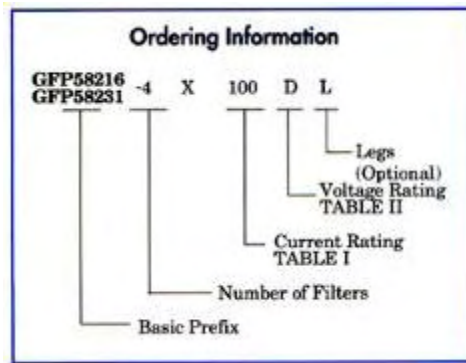 Ordering Information
GFP58216
GFP58231 -4 X 100 D L
Legs
(Optional)
Voltage Rating
TABLE II
Current Rating
TABLE I
Number of Filters
Basic Prefix